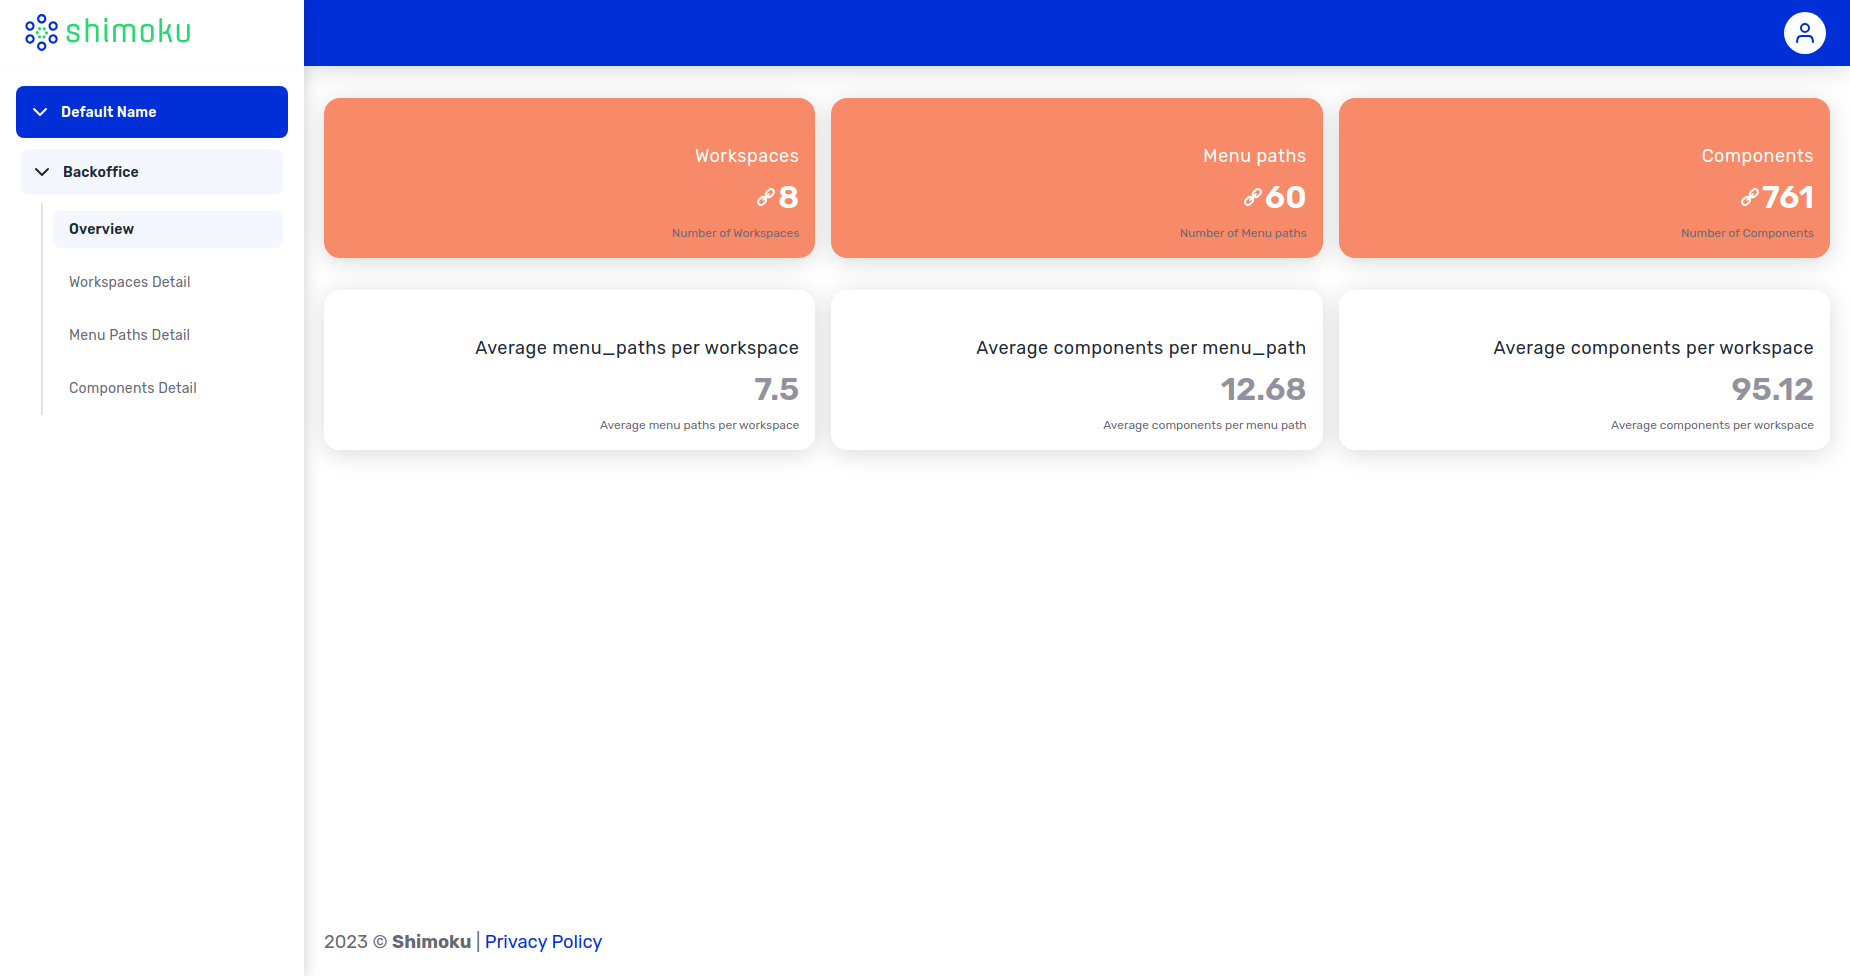 shimoku
Default Name
Backoffice
Overview
Workspaces Detail
Menu Paths Detail
Components Detail
Workspaces
8
Number of Workspaces
Menu paths
60
Number of Menu paths
Components
761
Number of Components
Average menu_paths per workspace
7.5
Average menu paths per workspace
Average components per menu_path
12.68
Average components per menu path
Average components per workspace
95.12
Average components per workspace
2023 © Shimoku | Privacy Policy